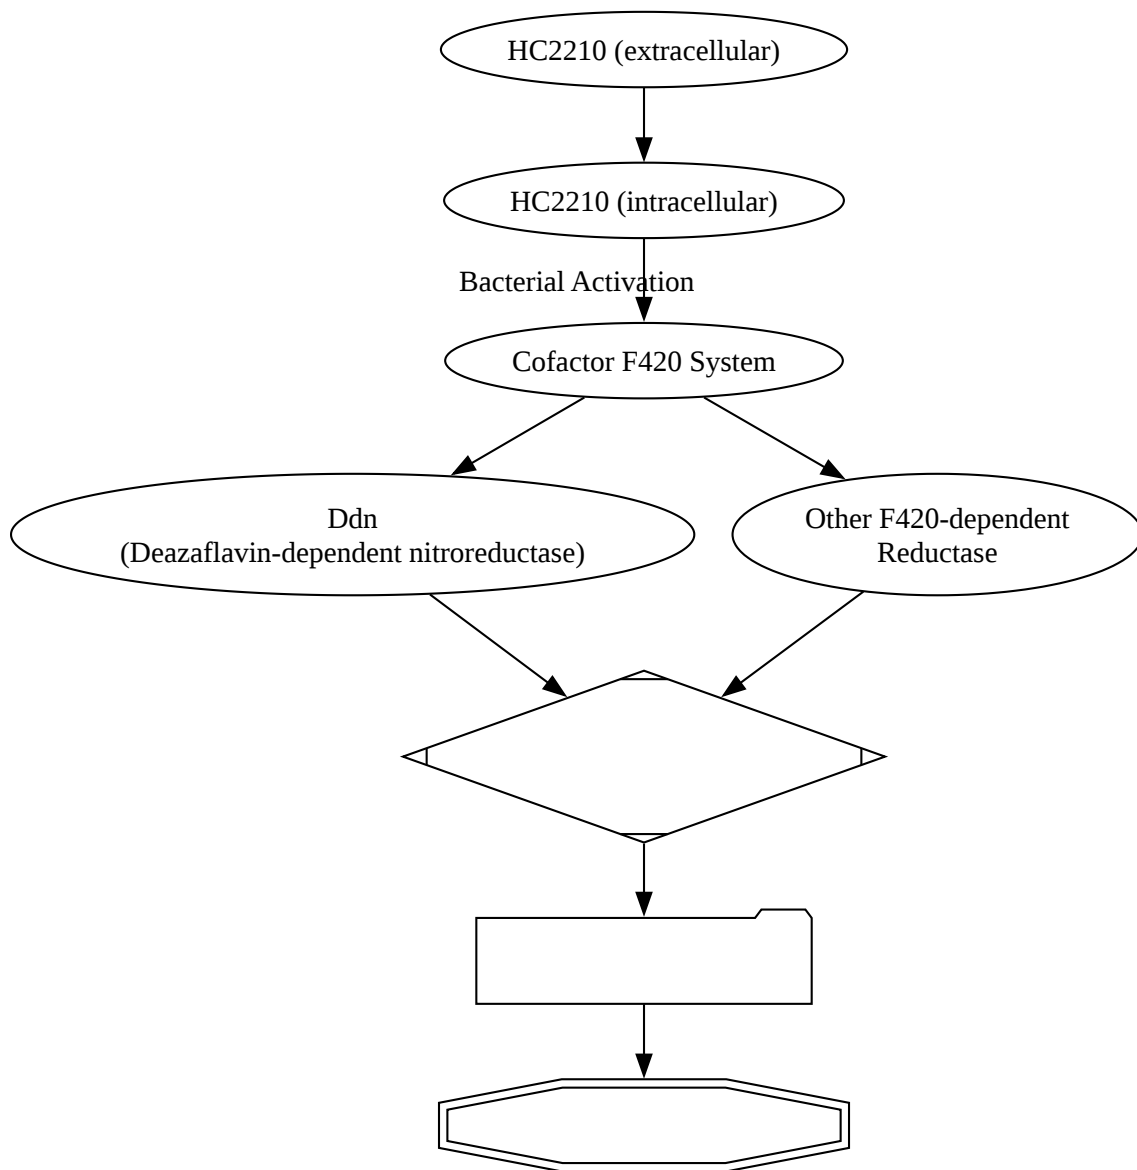 HC2210 (extracellular)
HC2210 (intracellular)
Bacterial Activation
Cofactor F420 System
Ddn
(Deazaflavin-dependent nitroreductase)
Other F420-dependent
Reductase